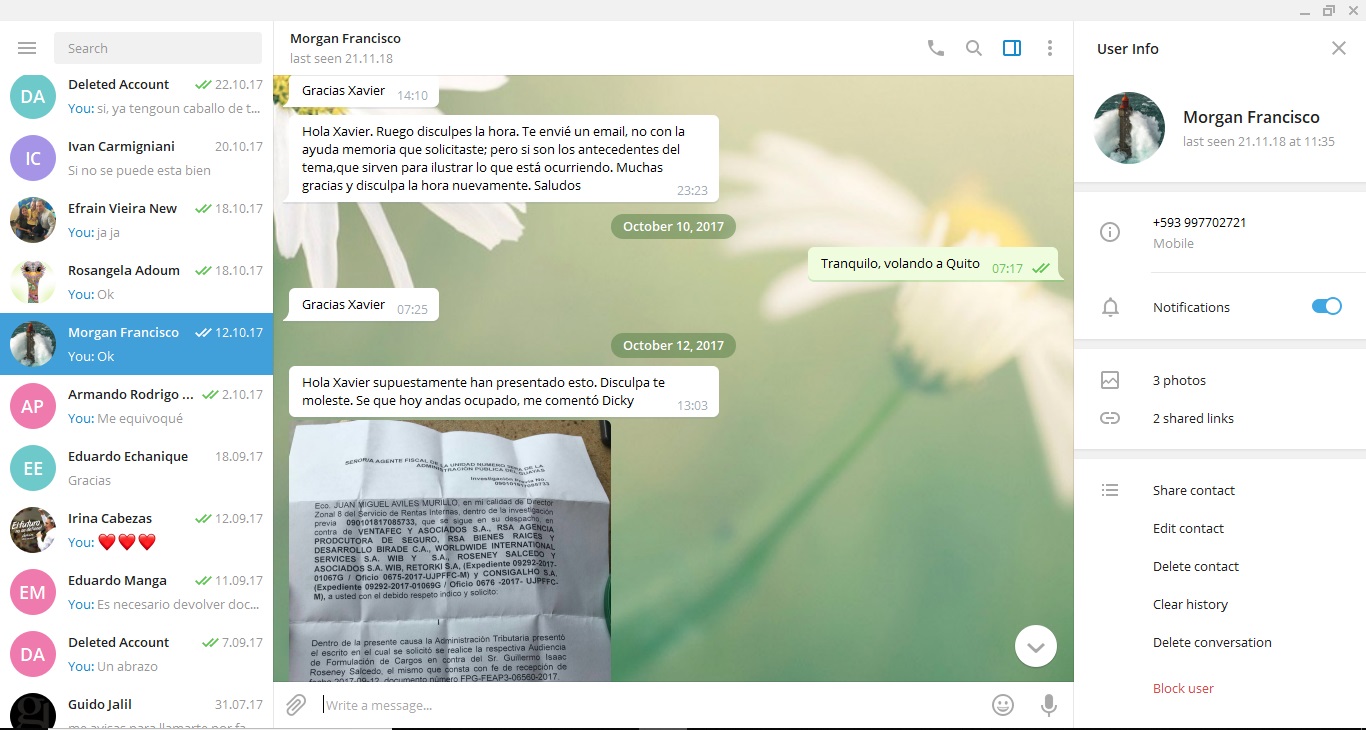 Search
Deleted Account 22.10.17
You: si, ya tengoun caballo de t...
IC
Ivan Carmigniani 20.10.17
Si no se puede esta bien
Efrain Vieira New 18.10.17
You: ja ja
Rosangela Adoum 18.10.17
You: Ok
Morgan Francisco 12.10.17
You: Ok
AP
Armando Rodrigo ... 2.10.17
You: Me equivoqué
EE
Eduardo Echanique 18.09.17
Gracias
Irina Cabezas 12.09.17
You: ❤️❤️❤️
EM
Eduardo Manga 11.09.17
You: Es necesario devolver doc...
DA
Deleted Account 7.09.17
You: Un abrazo
Guido Jalil 31.07.17
me avisas para llamarte por fa
DA
Morgan Francisco
last seen 21.11.18
Gracias Xavier 14:10
Hola Xavier. Ruego disculpes la hora. Te envié un email, no con la
ayuda memoria que solicitaste; pero si son los antecedentes del
tema,que sirven para ilustrar lo que está ocurriendo. Muchas
gracias y disculpa la hora nuevamente. Saludos 23:23
October 10, 2017
Tranquilo, volando a Quito 07:17
Gracias Xavier 07:25
October 12, 2017
Hola Xavier supuestamente han presentado esto. Disculpa te
moleste. Se que hoy andas ocupado, me comentó Dicky 13:03
SEÑOR/A AGENTE FISCAL DE LA UNIDAD NUMERO SEIS DE LA
ADMINISTRACIÓN PÚBLICA DEL GUAYAS
Investigación Previa No.
090101817085733
Eco. JUAN MIGUEL AVILES MURILLO, en mi calidad de Director
Zonal 8 del Servicio de Rentas Internas, dentro de la investigación
previa 090101817085733, que se sigue en su despacho, en
contra de VENTAFEC Y ASOCIADOS S.A., RSA AGENCIA
PRODCUTORA DE SEGURO, RSA BIENES RAICES Y
DESARROLLO BIRADE C.A., WORLDWIDE INTERNATIONAL
SERVICES S.A. WIB Y S.A., ROSENEY SALCEDO Y
ASOCIADOS S.A. WIB, RETORKI S.A, (Expediente 09292-2017-
01067G / Oficio 0675-2017-UJPFFC-M) y CONSIGALHO S.A.
(Expediente 09292-2017-01069G / Oficio 0676 -2017- UJPFFC-
M), a usted con el debido respeto indico y solicito:
Dentro de la presente causa la Administración Tributaria presentó
el escrito en el cual se solicitó se realice la respectiva Audiencia
de Formulación de Cargos en contra del Sr. Guillermo Isaac
Roseney Salcedo, el mismo que consta con fe de recepción de
fecha 2017-09-12, documento número FPG-FEAP3-06560-2017.
Write a message...
User Info
Morgan Francisco
last seen 21.11.18 at 11:35
+593 997702721
Mobile
Notifications
3 photos
2 shared links
Share contact
Edit contact
Delete contact
Clear history
Delete conversation
Block user